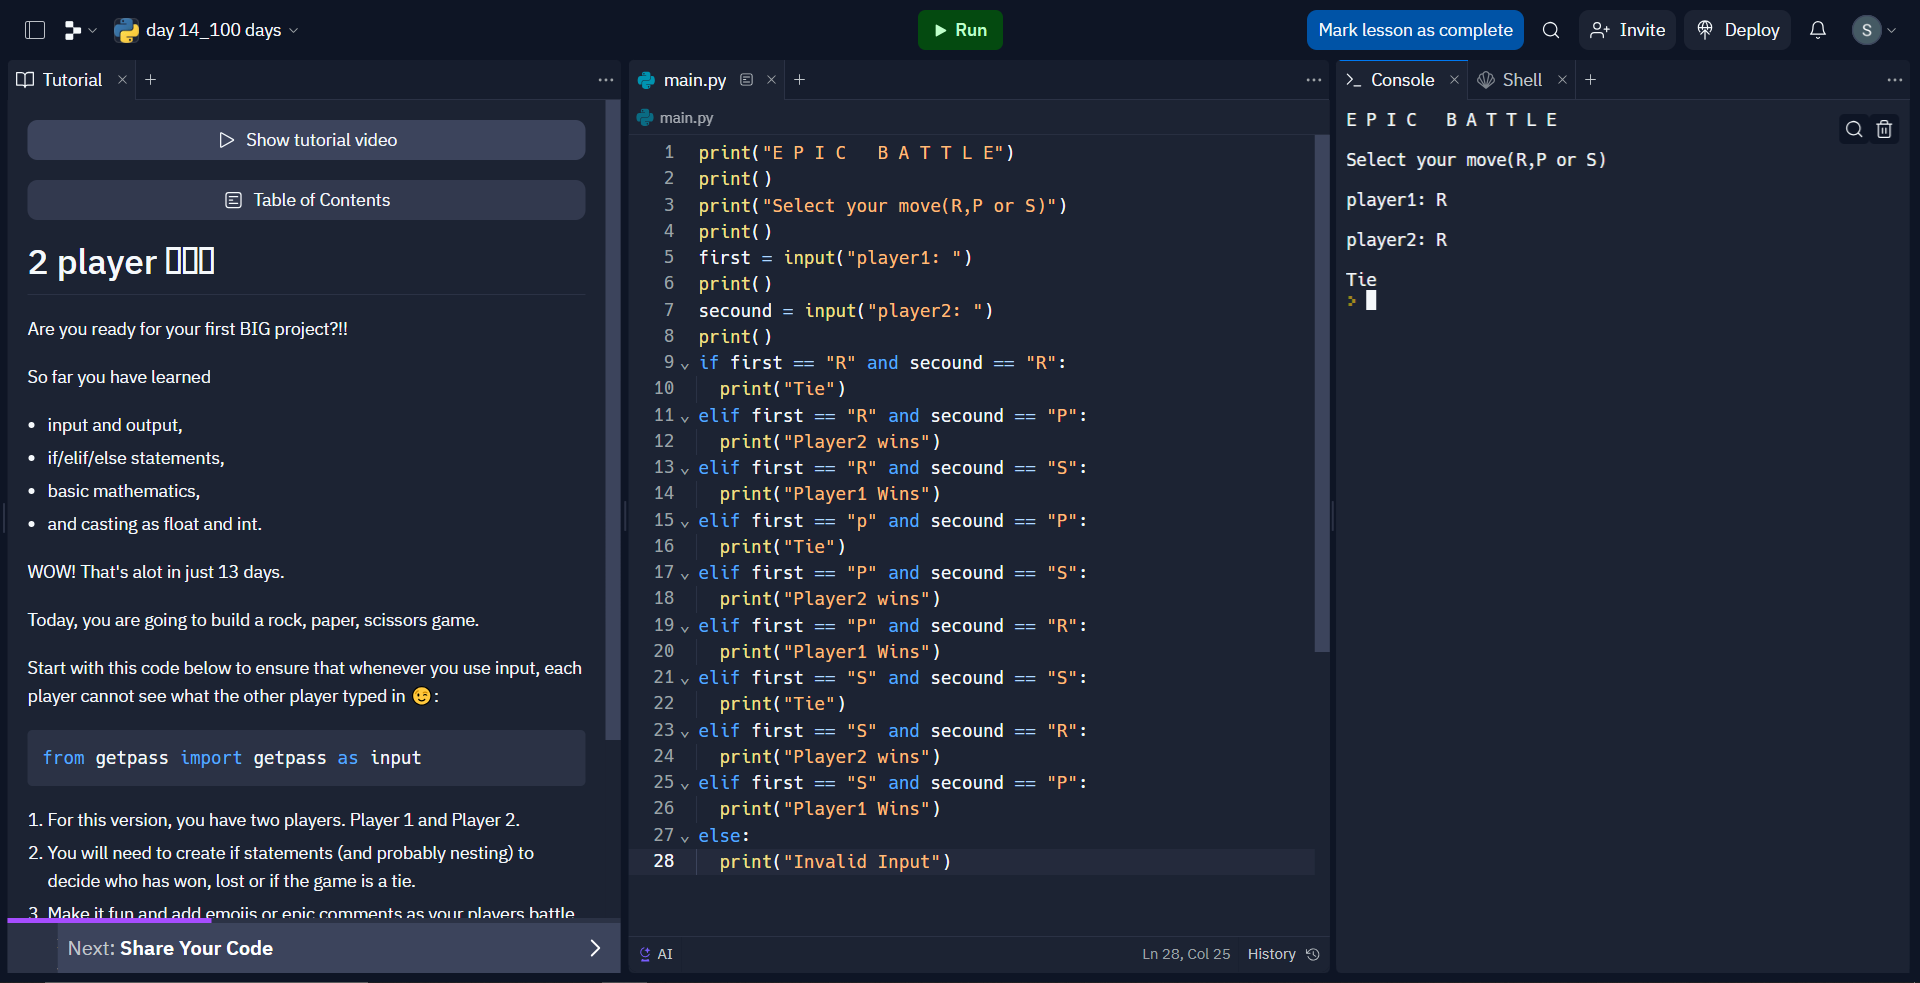 day 14_100 days
Run
Mark lesson as complete
Invite
Deploy
S
Tutorial
Show tutorial video
Table of Contents
2 player
Are you ready for your first BIG project?!!
So far you have learned
• input and output,
• if/elif/else statements,
• basic mathematics,
• and casting as float and int.
WOW! That's alot in just 13 days.
Today, you are going to build a rock, paper, scissors game.
Start with this code below to ensure that whenever you use input, each
player cannot see what the other player typed in 😉:
from getpass import getpass as input
1. For this version, you have two players. Player 1 and Player 2.
2. You will need to create if statements (and probably nesting) to
decide who has won, lost or if the game is a tie.
3. Make it fun and add emojis or epic comments as your players battle
Next: Share Your Code
main.py
main.py
1 print("E P I C   B A T T L E")
2 print()
3 print("Select your move(R,P or S)")
4 print()
5 first = input("player1: ")
6 print()
7 secound = input("player2: ")
8 print()
9 if first == "R" and secound == "R":
10   print("Tie")
11 elif first == "R" and secound == "P":
12   print("Player2 wins")
13 elif first == "R" and secound == "S":
14   print("Player1 Wins")
15 elif first == "p" and secound == "P":
16   print("Tie")
17 elif first == "P" and secound == "S":
18   print("Player2 wins")
19 elif first == "P" and secound == "R":
20   print("Player1 Wins")
21 elif first == "S" and secound == "S":
22   print("Tie")
23 elif first == "S" and secound == "R":
24   print("Player2 wins")
25 elif first == "S" and secound == "P":
26   print("Player1 Wins")
27 else:
28   print("Invalid Input")
AI
Ln 28, Col 25
History
Console
Shell
E P I C   B A T T L E
Select your move(R,P or S)
player1: R
player2: R
Tie